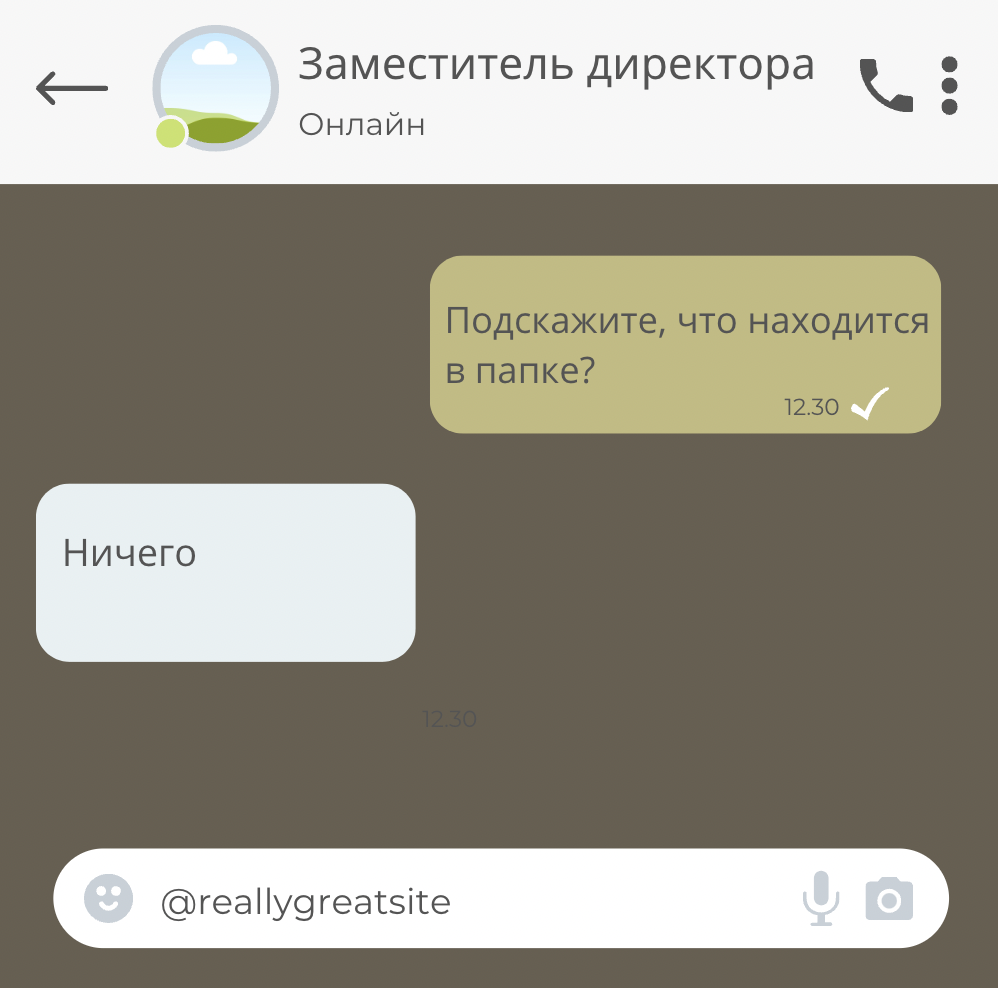 Заместитель директора
Онлайн
Подскажите, что находится
в папке?
12.30
Ничего
12.30
@reallygreatsite